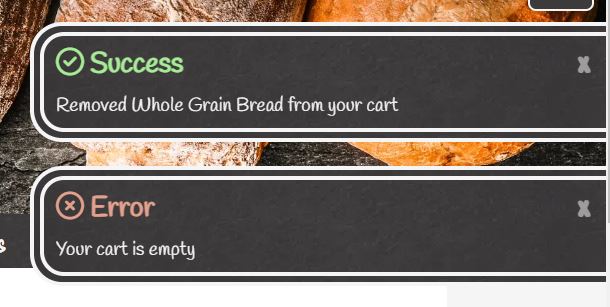 Success
x
Removed Whole Grain Bread from your cart
Error
x
s
Your cart is empty